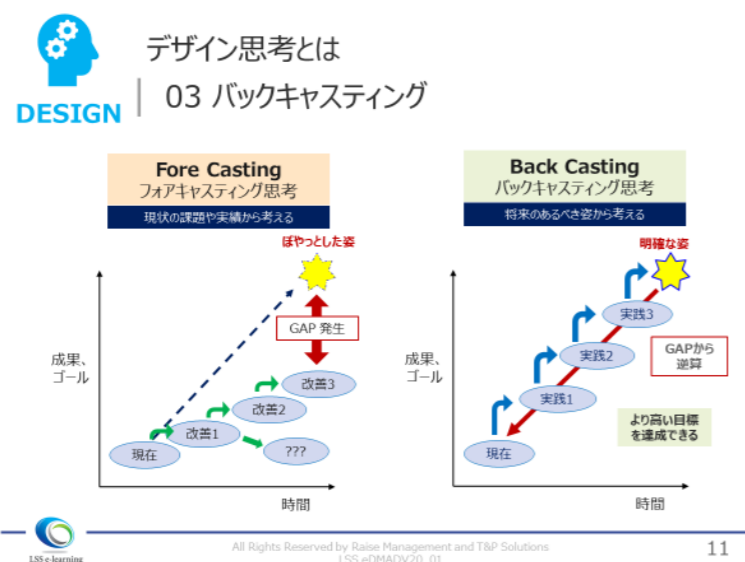 デザイン思考とは
DESIGN
03 バックキャスティング
Fore Casting
フォアキャスティング思考
現状の課題や実績から考える
ぼやっとした姿
GAP 発生
成果、
ゴール
改善3
改善2
改善1
現在
???
時間
Back Casting
バックキャスティング思考
将来のあるべき姿から考える
明確な姿
実践3
GAPから
逆算
実践2
成果、
ゴール
実践1
より高い目標
を達成できる
現在
時間
LSS e-learning
All Rights Reserved by Raise Management and T&P Solutions
LSS eDMADV20_01
11